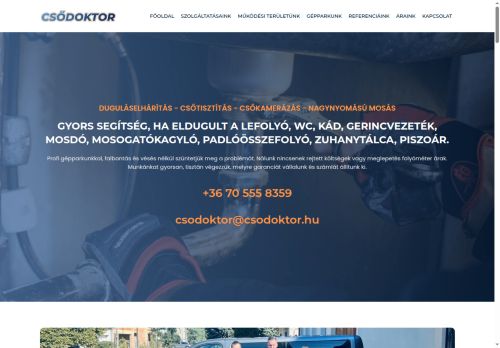 CSŐDOKTOR
FŐOLDAL SZOLGÁLTATÁSAINK MŰKÖDÉSI TERÜLETÜNK GÉPPARKUNK REFERENCIÁINK ÁRAINK KAPCSOLAT
DUGULÁSELHÁRÍTÁS - CSŐTISZTÍTÁS - CSŐKAMERÁZÁS - NAGYNYOMÁSÚ MOSÁS
GYORS SEGÍTSÉG, HA ELDUGULT A LEFOLYÓ, WC, KÁD, GERINCVEZETÉK,
MOSDÓ, MOSOGATÓKAGYLÓ, PADLÓÖSSZEFOLYÓ, ZUHANYTÁLCA, PISZOÁR.
Profi gépparkunkkal, falbontás és vésés nélkül szüntetjük meg a problémát. Nálunk nincsenek rejtett költségek vagy meglepetés folyóméter árak.
Munkánkat gyorsan, tisztán végezzük, melyre garanciát vállalunk és számlát állítunk ki.
+36 70 555 8359
csodoktor@csodoktor.hu